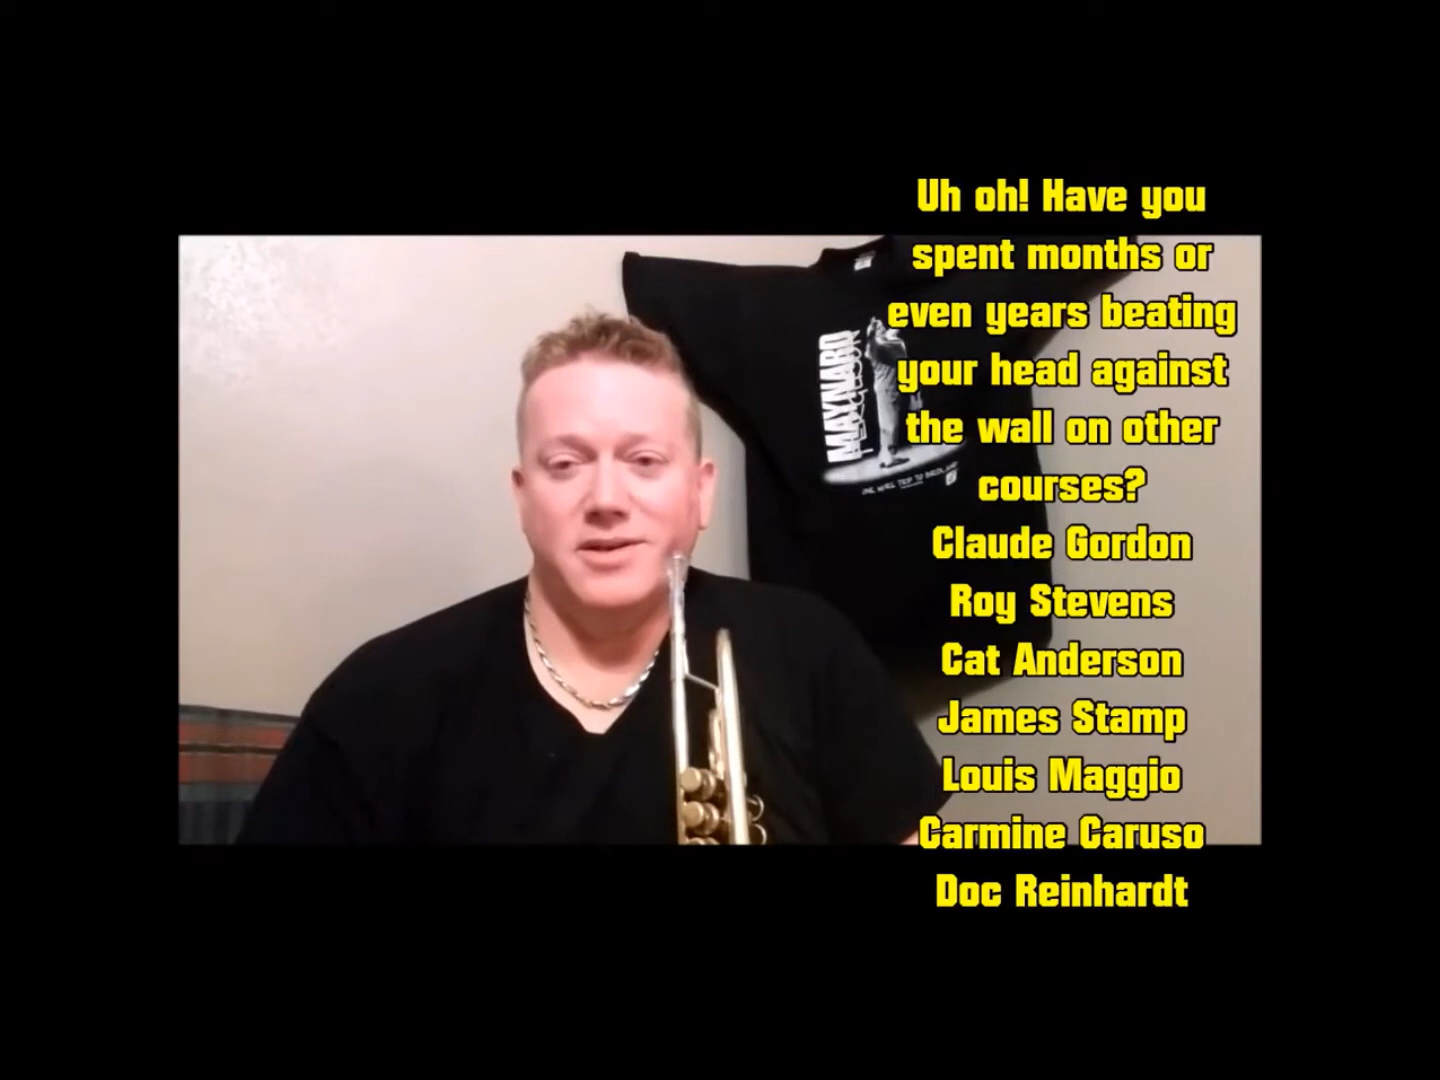 Uh oh! Have you
spent months or
even years beating
your head against
the wall on other
courses?
Claude Gordon
Roy Stevens
Cat Anderson
James Stamp
Louis Maggio
Carmine Caruso
Doc Reinhardt
MAYNARD
FERGUSON